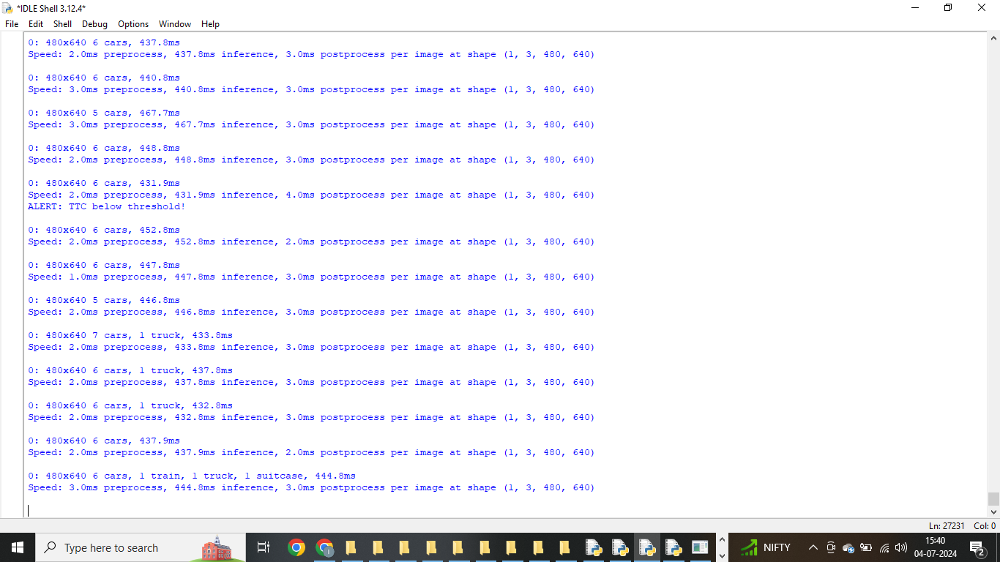 *IDLE Shell 3.12.4*
File Edit Shell Debug Options Window Help
0: 480x640 6 cars, 437.8ms
Speed: 2.0ms preprocess, 437.8ms inference, 3.0ms postprocess per image at shape (1, 3, 480, 640)
0: 480x640 6 cars, 440.8ms
Speed: 3.0ms preprocess, 440.8ms inference, 3.0ms postprocess per image at shape (1, 3, 480, 640)
0: 480x640 5 cars, 467.7ms
Speed: 3.0ms preprocess, 467.7ms inference, 3.0ms postprocess per image at shape (1, 3, 480, 640)
0: 480x640 6 cars, 448.8ms
Speed: 2.0ms preprocess, 448.8ms inference, 3.0ms postprocess per image at shape (1, 3, 480, 640)
0: 480x640 6 cars, 431.9ms
Speed: 2.0ms preprocess, 431.9ms inference, 4.0ms postprocess per image at shape (1, 3, 480, 640)
ALERT: TTC below threshold!
0: 480x640 6 cars, 452.8ms
Speed: 2.0ms preprocess, 452.8ms inference, 2.0ms postprocess per image at shape (1, 3, 480, 640)
0: 480x640 6 cars, 447.8ms
Speed: 1.0ms preprocess, 447.8ms inference, 3.0ms postprocess per image at shape (1, 3, 480, 640)
0: 480x640 5 cars, 446.8ms
Speed: 2.0ms preprocess, 446.8ms inference, 3.0ms postprocess per image at shape (1, 3, 480, 640)
0: 480x640 7 cars, 1 truck, 433.8ms
Speed: 2.0ms preprocess, 433.8ms inference, 3.0ms postprocess per image at shape (1, 3, 480, 640)
0: 480x640 6 cars, 1 truck, 437.8ms
Speed: 2.0ms preprocess, 437.8ms inference, 3.0ms postprocess per image at shape (1, 3, 480, 640)
0: 480x640 6 cars, 1 truck, 432.8ms
Speed: 2.0ms preprocess, 432.8ms inference, 3.0ms postprocess per image at shape (1, 3, 480, 640)
0: 480x640 6 cars, 437.9ms
Speed: 2.0ms preprocess, 437.9ms inference, 2.0ms postprocess per image at shape (1, 3, 480, 640)
0: 480x640 6 cars, 1 train, 1 truck, 1 suitcase, 444.8ms
Speed: 3.0ms preprocess, 444.8ms inference, 3.0ms postprocess per image at shape (1, 3, 480, 640)
Ln: 27231 Col: 0
Type here to search
NIFTY
15:40
04-07-2024
2